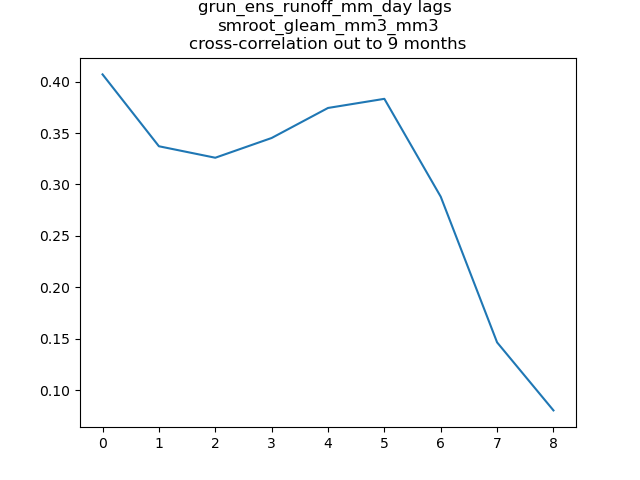 grun_ens_runoff_mm_day lags
smroot_gleam_mm3_mm3
cross-correlation out to 9 months
0.40
0.35
0.30
0.25
0.20
0.15
0.10
0 1 2 3 4 5 6 7 8